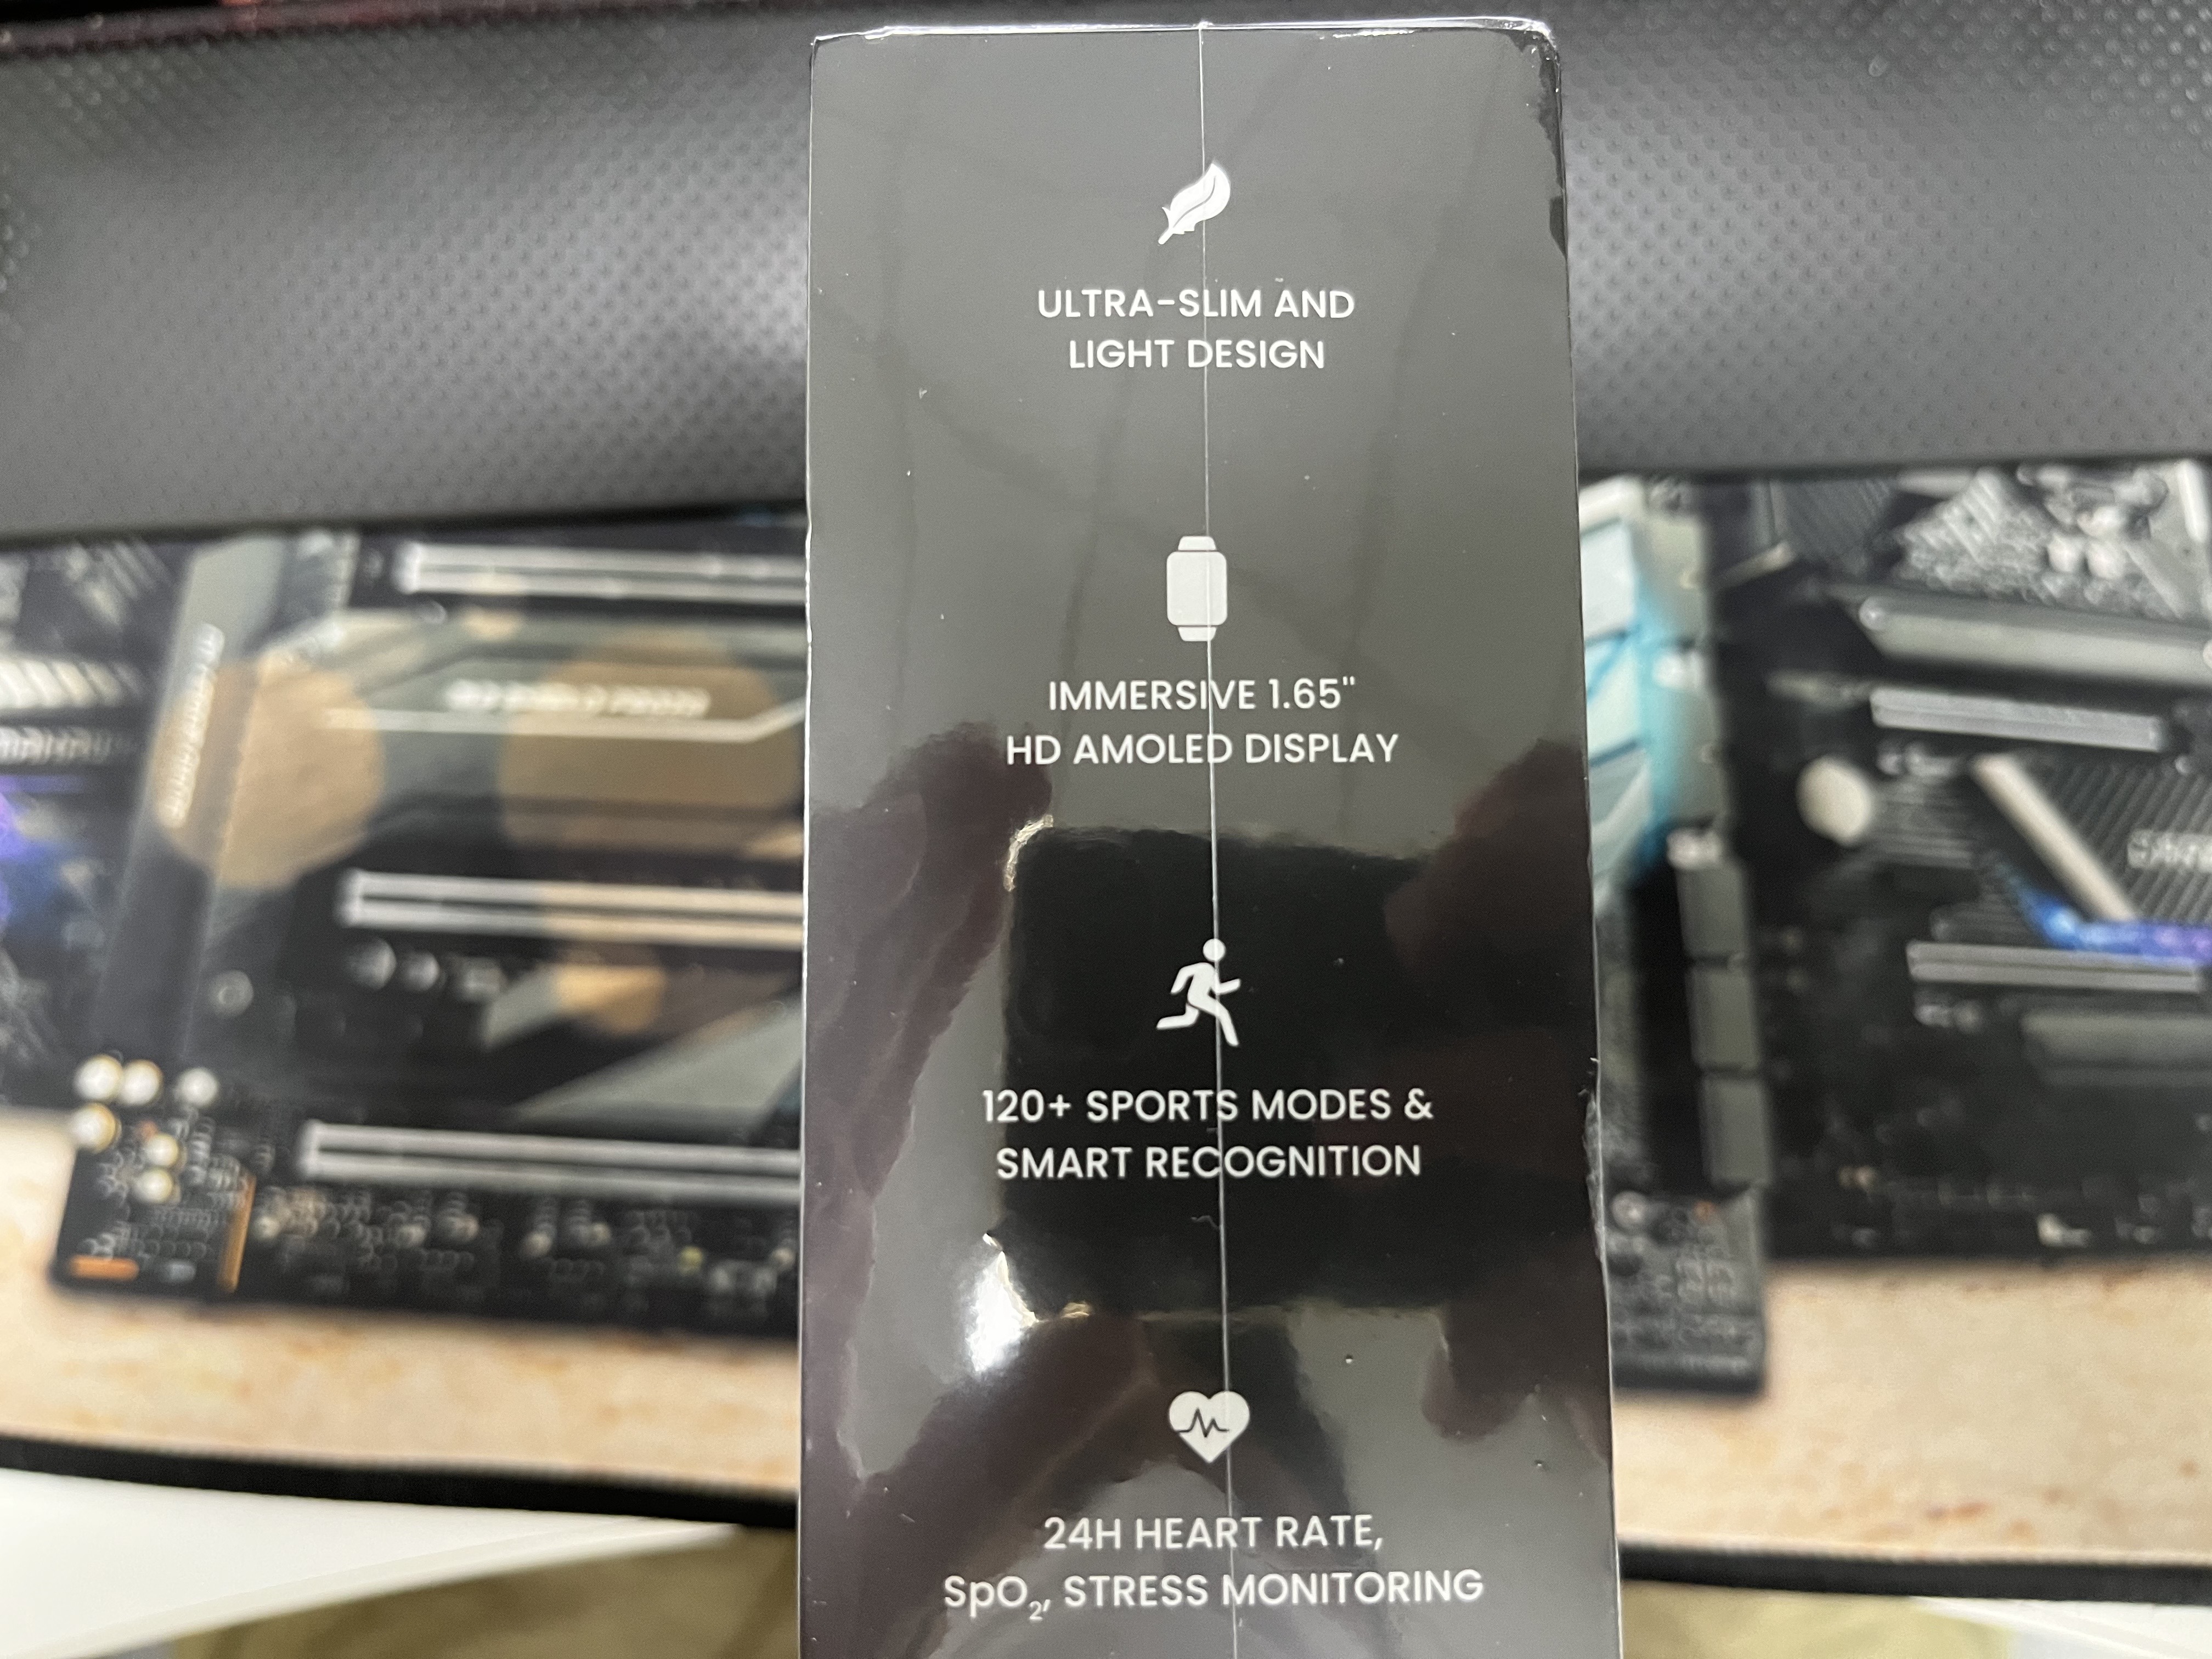 ULTRA-SLIM AND
LIGHT DESIGN
IMMERSIVE 1.65"
HD AMOLED DISPLAY
120+ SPORTS MODES &
SMART RECOGNITION
24H HEART RATE,
SpO₂, STRESS MONITORING